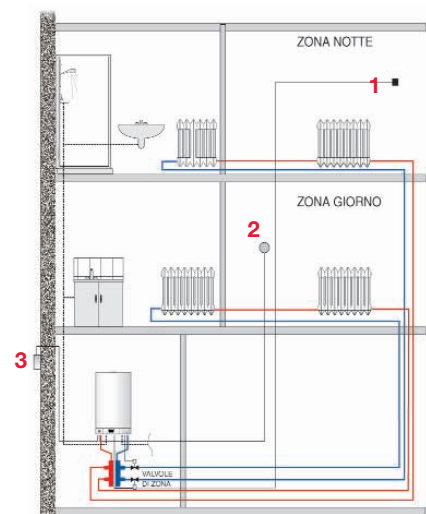 ZONA NOTTE
1
ZONA GIORNO
2
3
VALVOLE
DI ZONA